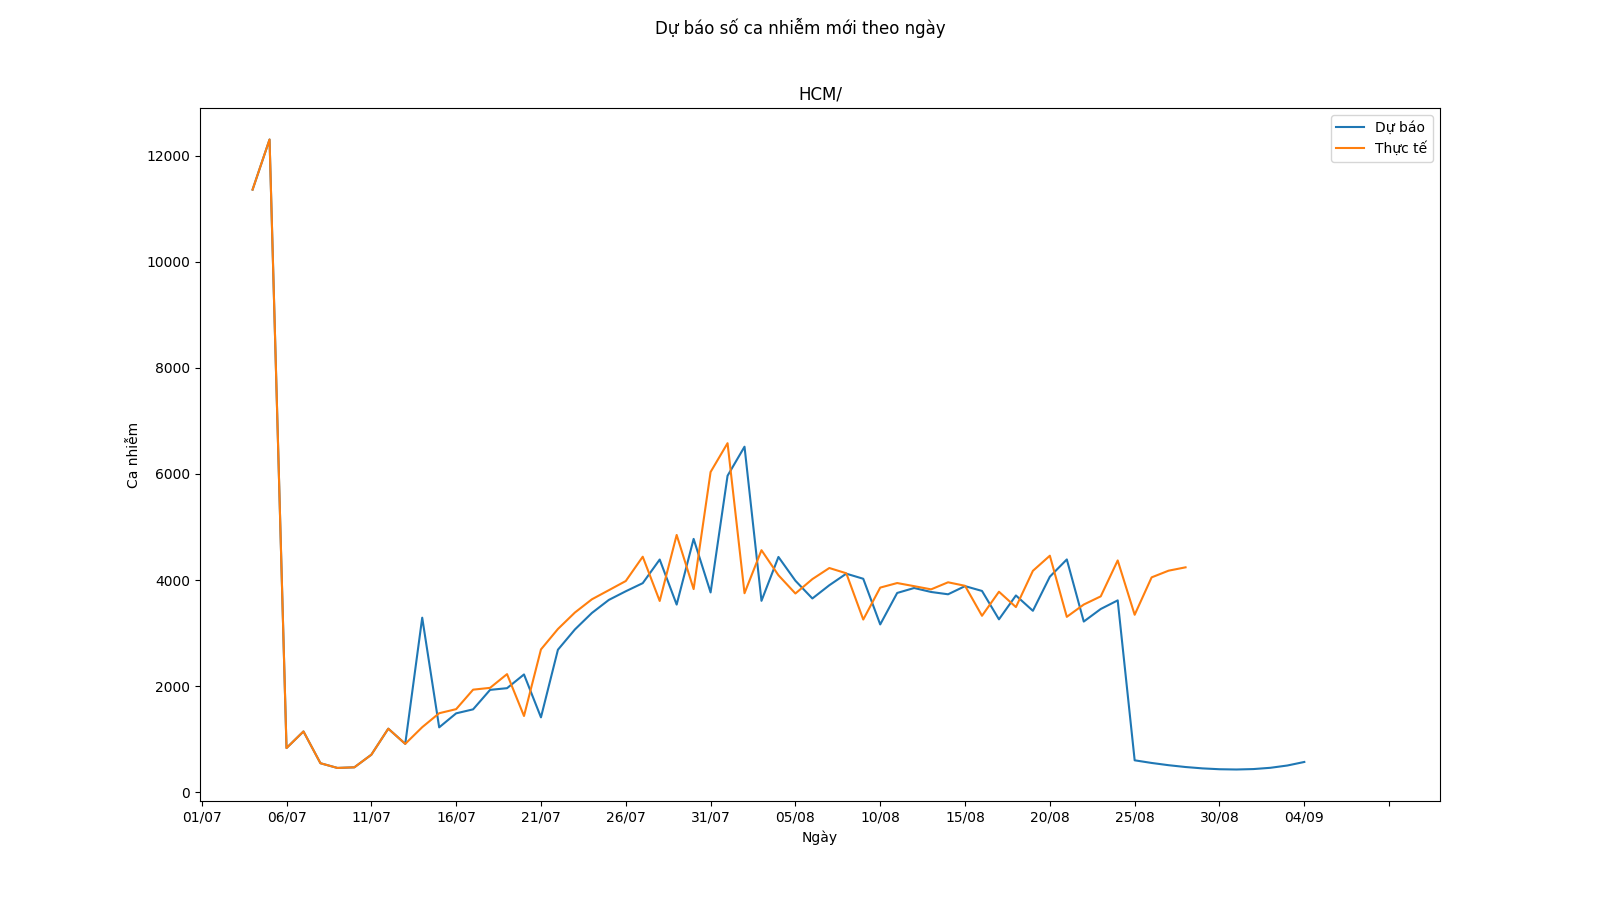 Dự báo số ca nhiễm mới theo ngày
HCM/
Dự báo
Thực tế
Ca nhiễm
12000
10000
8000
6000
4000
2000
0
01/07 06/07 11/07 16/07 21/07 26/07 31/07 05/08 10/08 15/08 20/08 25/08 30/08 04/09
Ngày